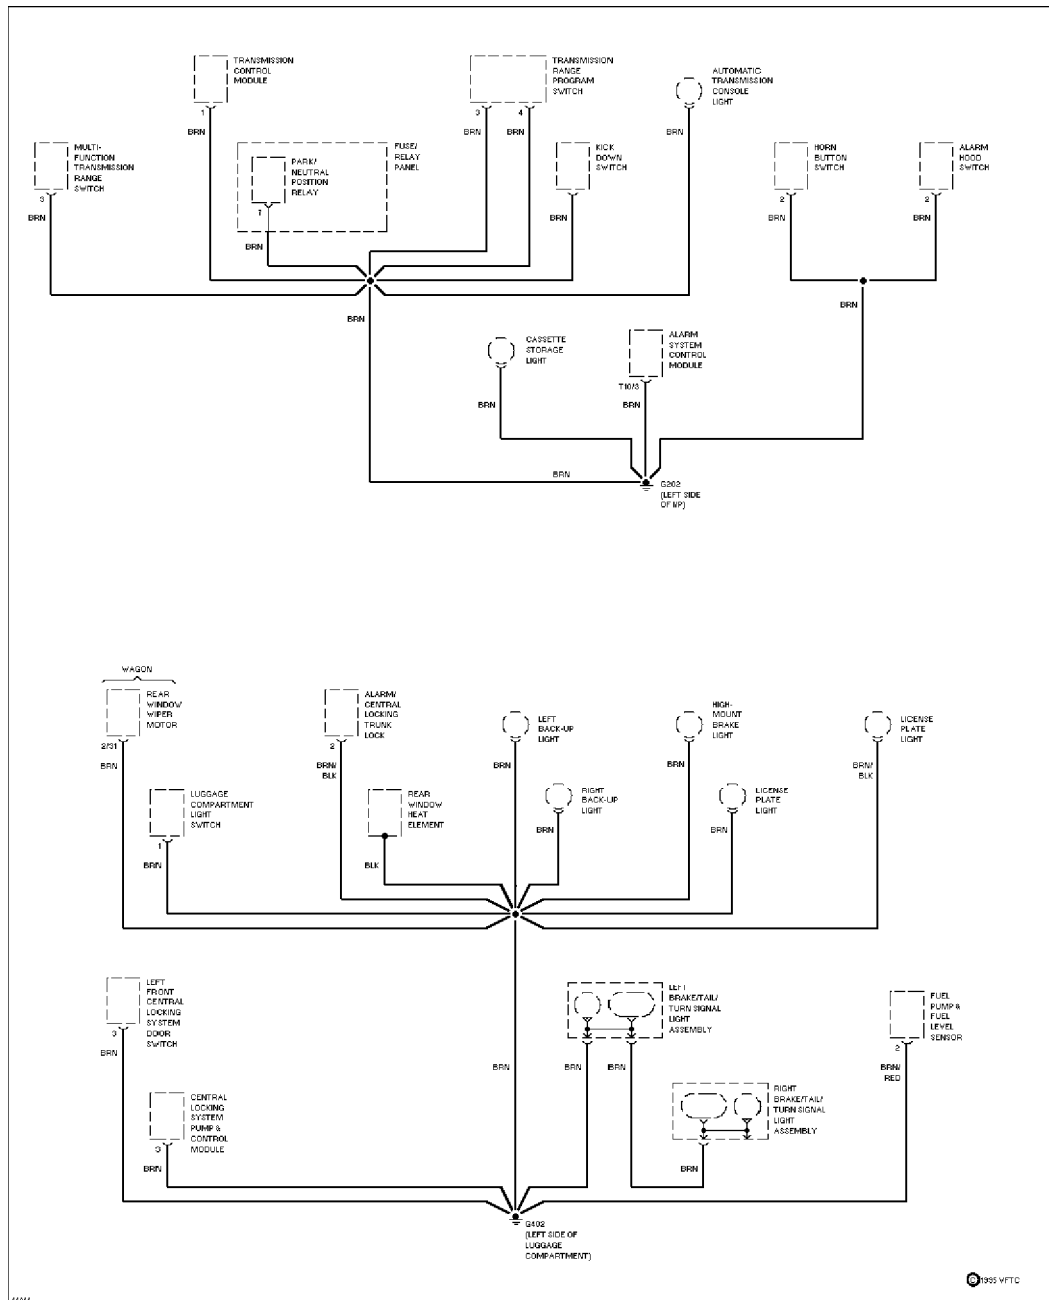 TRANSMISSION
CONTROL
MODULE
1
BRN
TRANSMISSION
RANGE
PROGRAM
SWITCH
3
4
BRN
BRN
AUTOMATIC
TRANSMISSION
CONSOLE
LIGHT
BRN
MULTI-
FUNCTION
TRANSMISSION
RANGE
SWITCH
3
BRN
FUSE/
RELAY
PANEL
PARK/
NEUTRAL
POSITION
RELAY
BRN
KICK
DOWN
SWITCH
BRN
HORN
BUTTON
SWITCH
2
BRN
ALARM
HOOD
SWITCH
2
BRN
BRN
BRN
CASSETTE
STORAGE
LIGHT
BRN
ALARM
SYSTEM
CONTROL
MODULE
T10/3
BRN
BRN
G202
(LEFT SIDE
OF I/P)
WAGON
REAR
WINDOW
WIPER
MOTOR
2/31
BRN
ALARM/
CENTRAL
LOCKING
TRUNK
LOCK
2
BRN/
BLK
LEFT
BACK-UP
LIGHT
BRN
HIGH-
MOUNT
BRAKE
LIGHT
BRN
LICENSE
PLATE
LIGHT
BRN/
BLK
LUGGAGE
COMPARTMENT
LIGHT
SWITCH
1
BRN
REAR
WINDOW
HEAT
ELEMENT
BLK
RIGHT
BACK-UP
LIGHT
BRN
LICENSE
PLATE
LIGHT
BRN
LEFT
FRONT
CENTRAL
LOCKING
SYSTEM
DOOR
SWITCH
3
BRN
LEFT
BRAKE/TAIL/
TURN SIGNAL
LIGHT
ASSEMBLY
BRN
BRN
BRN
FUEL
PUMP &
FUEL
LEVEL
SENSOR
2
BRN/
RED
CENTRAL
LOCKING
SYSTEM
PUMP &
CONTROL
MODULE
3
BRN
RIGHT
BRAKE/TAIL/
TURN SIGNAL
LIGHT
ASSEMBLY
BRN
G402
(LEFT SIDE OF
LUGGAGE
COMPARTMENT)
© 1995 VFTC